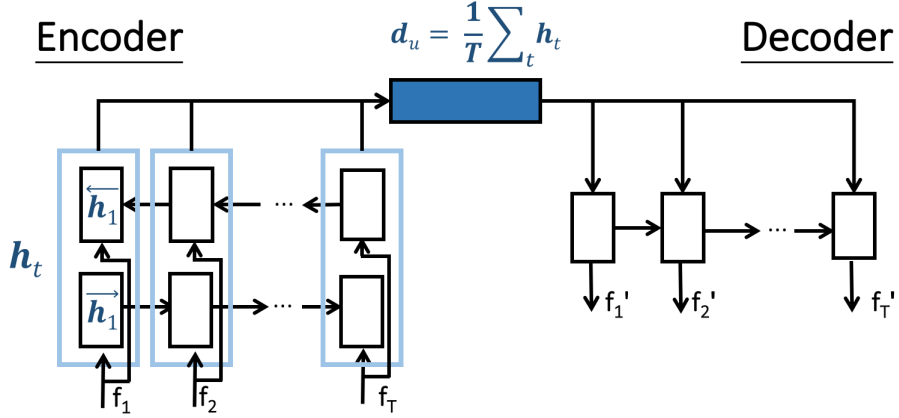 Encoder
d_u = 1/T ∑_t h_t
Decoder
h_t
←h_1
→h_1
...
...
...
f_1
f_2
f_T
f_1'
f_2'
f_T'